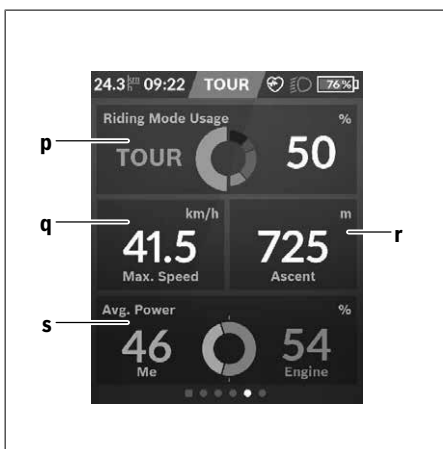 24.3 km/h 09:22 TOUR 76%
Riding Mode Usage %
p TOUR 50
q km/h m
41.5 725 r
Max. Speed Ascent
Avg. Power %
s
46 54
Me Engine